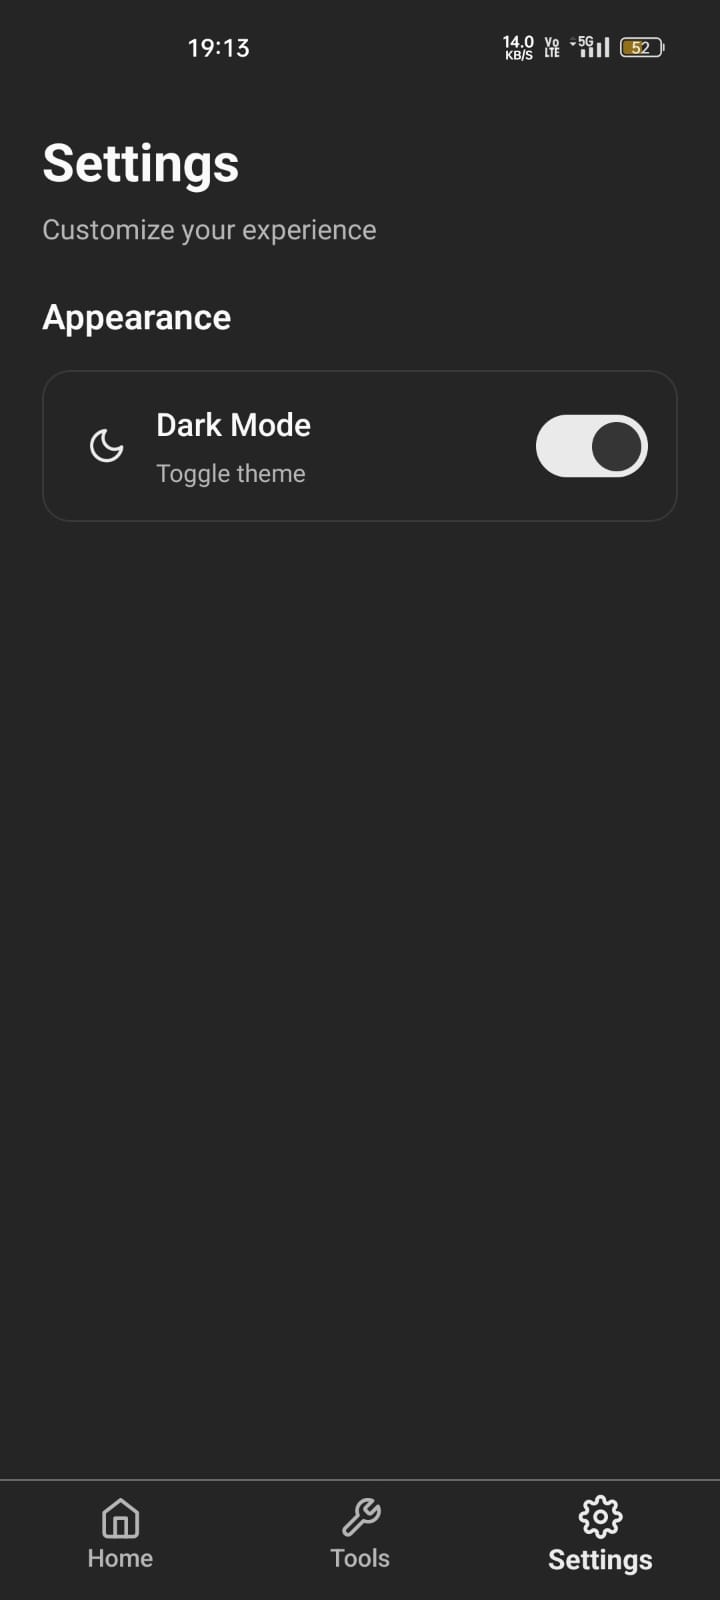 19:13
14.0
KB/S
Vo
LTE
5G
52
Settings
Customize your experience
Appearance
Dark Mode
Toggle theme
Home
Tools
Settings